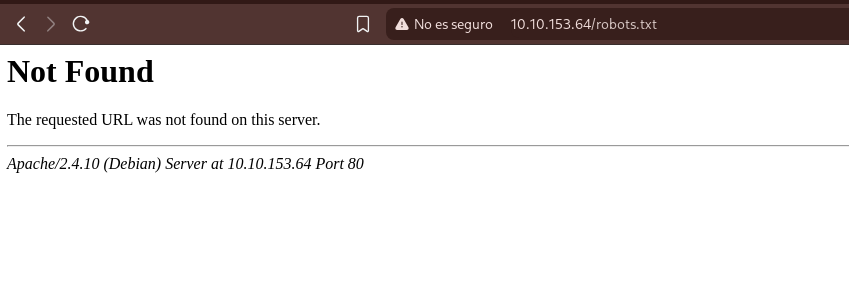 No es seguro 10.10.153.64/robots.txt
Not Found
The requested URL was not found on this server.
Apache/2.4.10 (Debian) Server at 10.10.153.64 Port 80